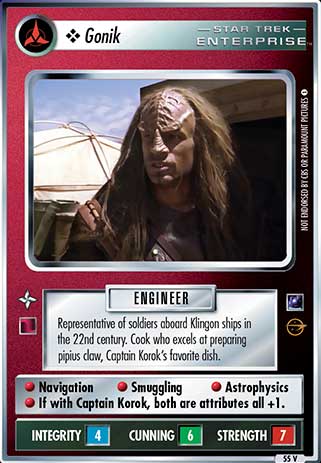 ❖ Gonik
STAR TREK
ENTERPRISE™
NOT ENDORSED BY CBS OR PARAMOUNT PICTURES
ENGINEER
Representative of soldiers aboard Klingon ships in
the 22nd century. Cook who excels at preparing
pipius claw, Captain Korok's favorite dish.
• Navigation • Smuggling • Astrophysics
• If with Captain Korok, both are attributes all +1.
INTEGRITY 4 CUNNING 6 STRENGTH 7
55 V